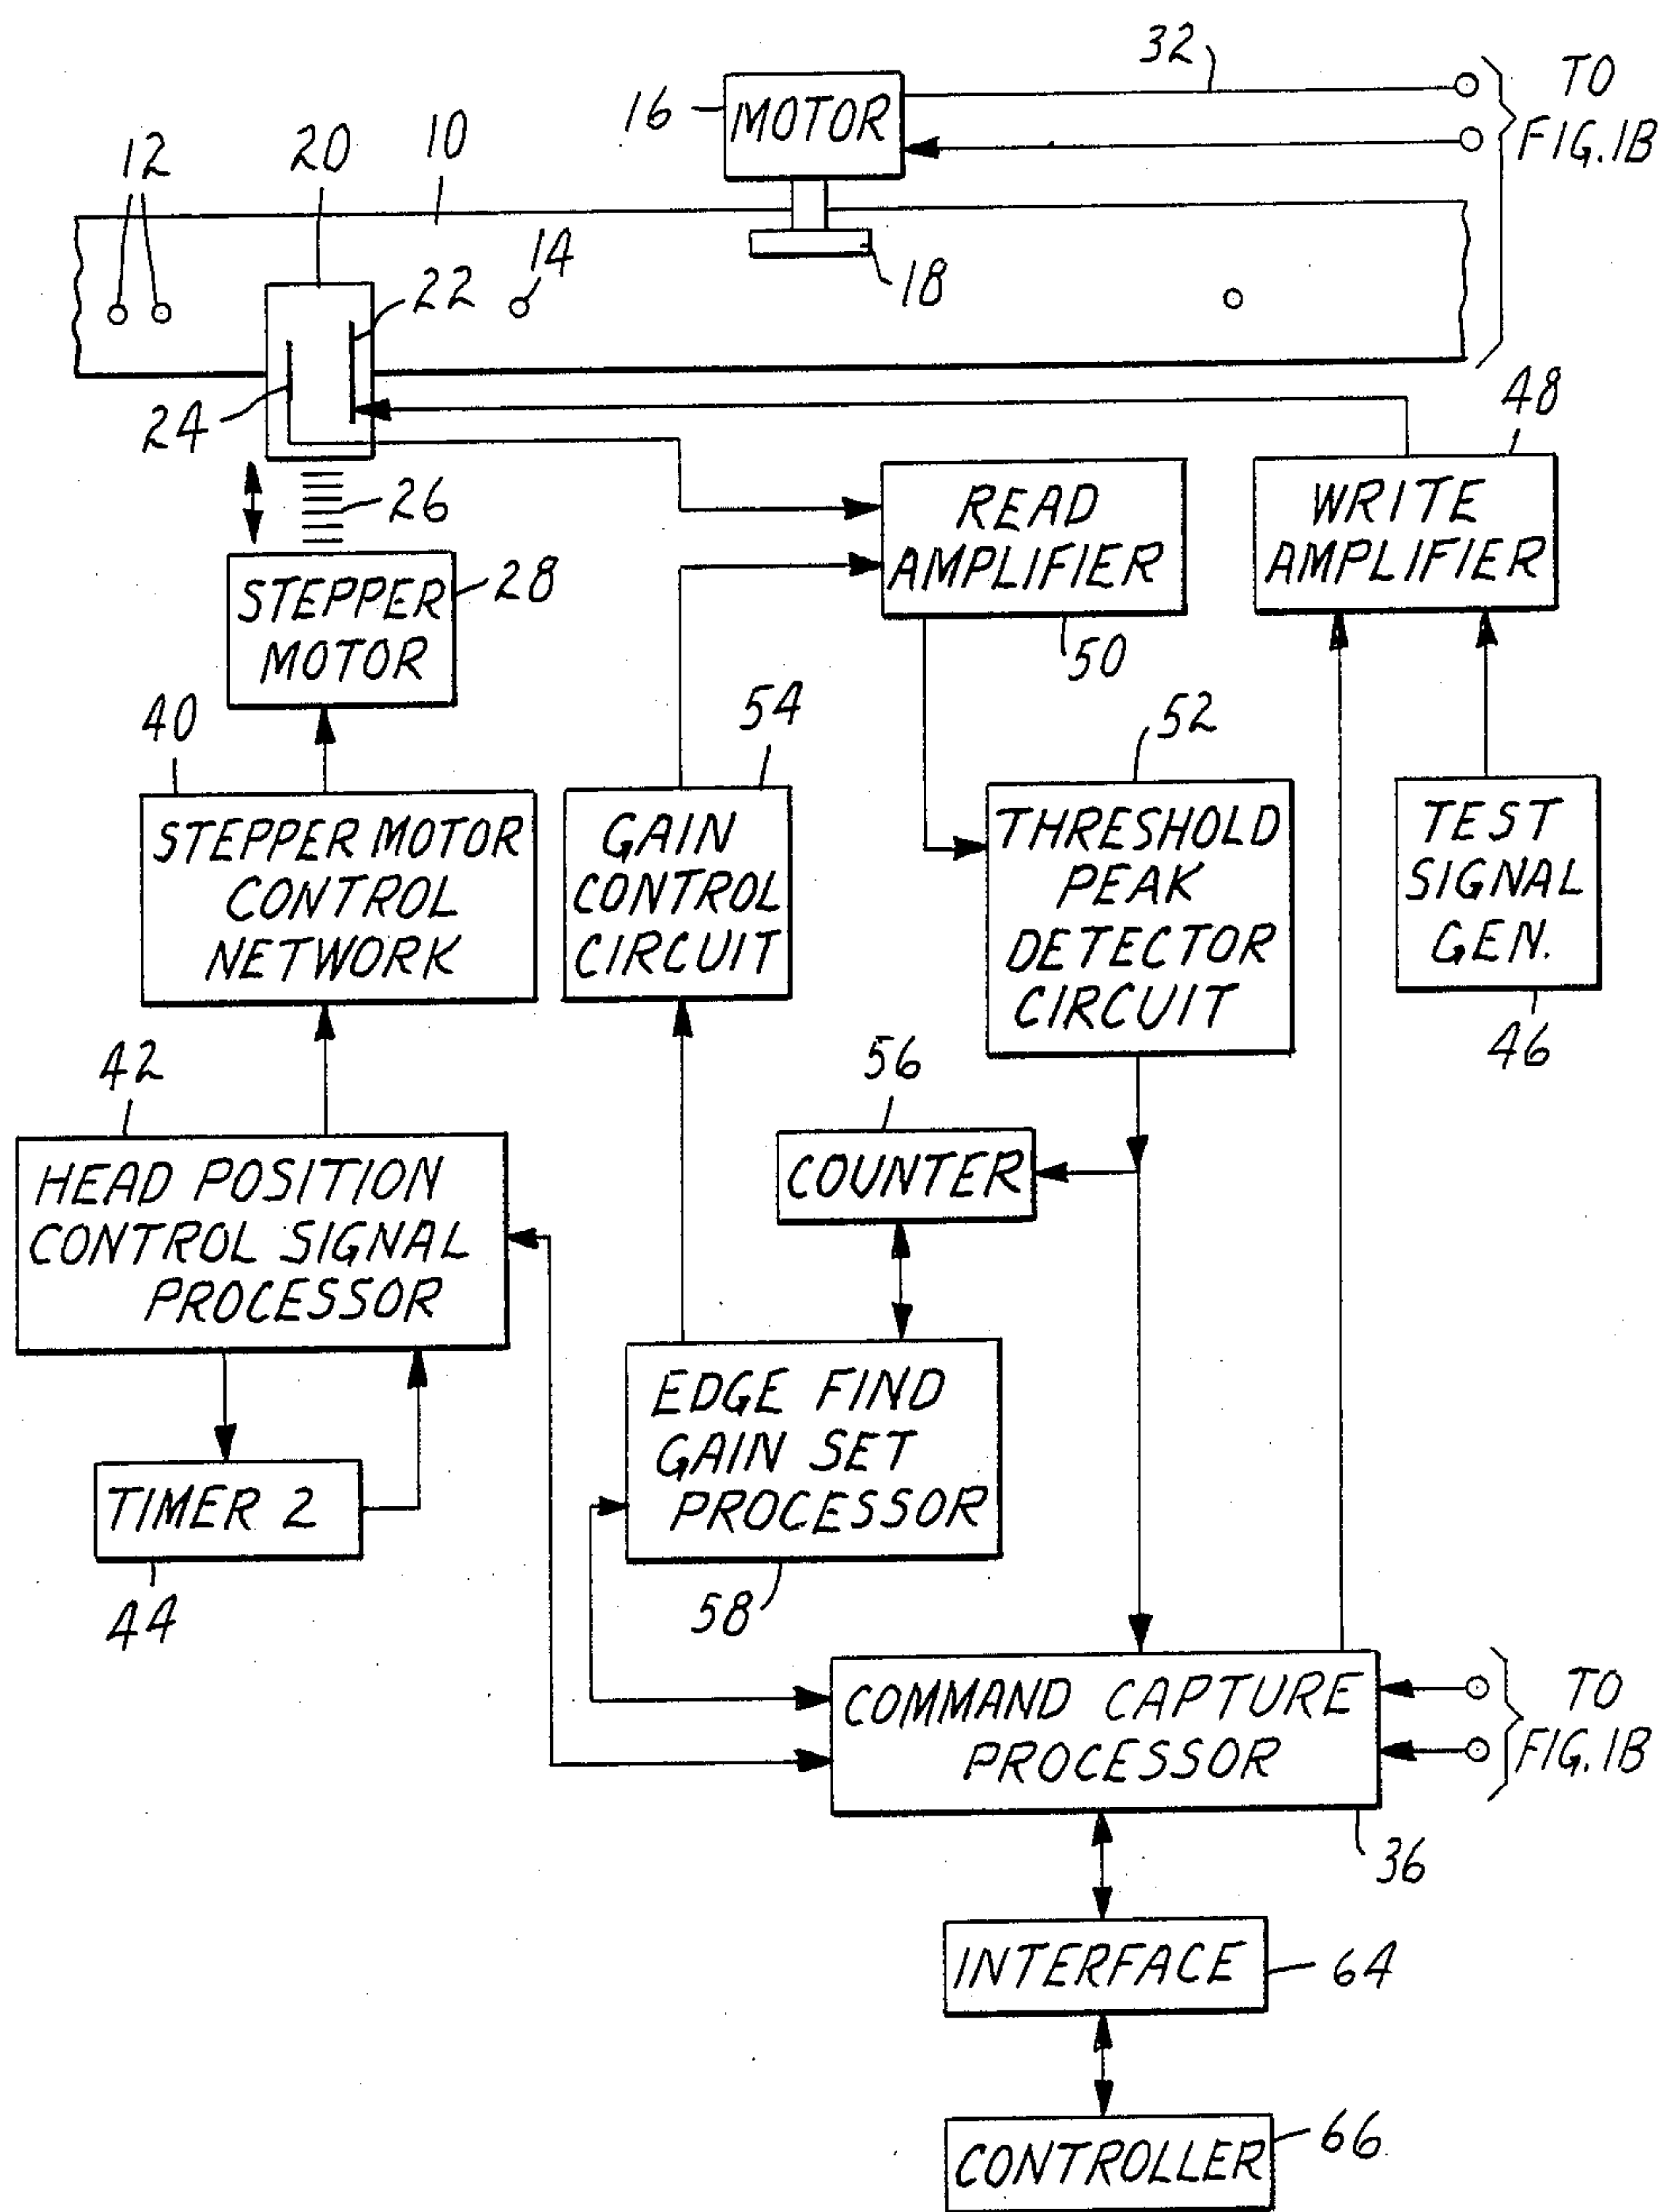 32
TO
FIG.1B
16
MOTOR
12
20
10
14
22
18
24
48
26
READ
AMPLIFIER
50
WRITE
AMPLIFIER
STEPPER
MOTOR
28
40
54
52
STEPPER MOTOR
CONTROL
NETWORK
GAIN
CONTROL
CIRCUIT
THRESHOLD
PEAK
DETECTOR
CIRCUIT
TEST
SIGNAL
GEN.
46
42
56
COUNTER
HEAD POSITION
CONTROL SIGNAL
PROCESSOR
EDGE FIND
GAIN SET
PROCESSOR
58
TIMER 2
44
COMMAND CAPTURE
PROCESSOR
36
TO
FIG.1B
INTERFACE
64
CONTROLLER
66